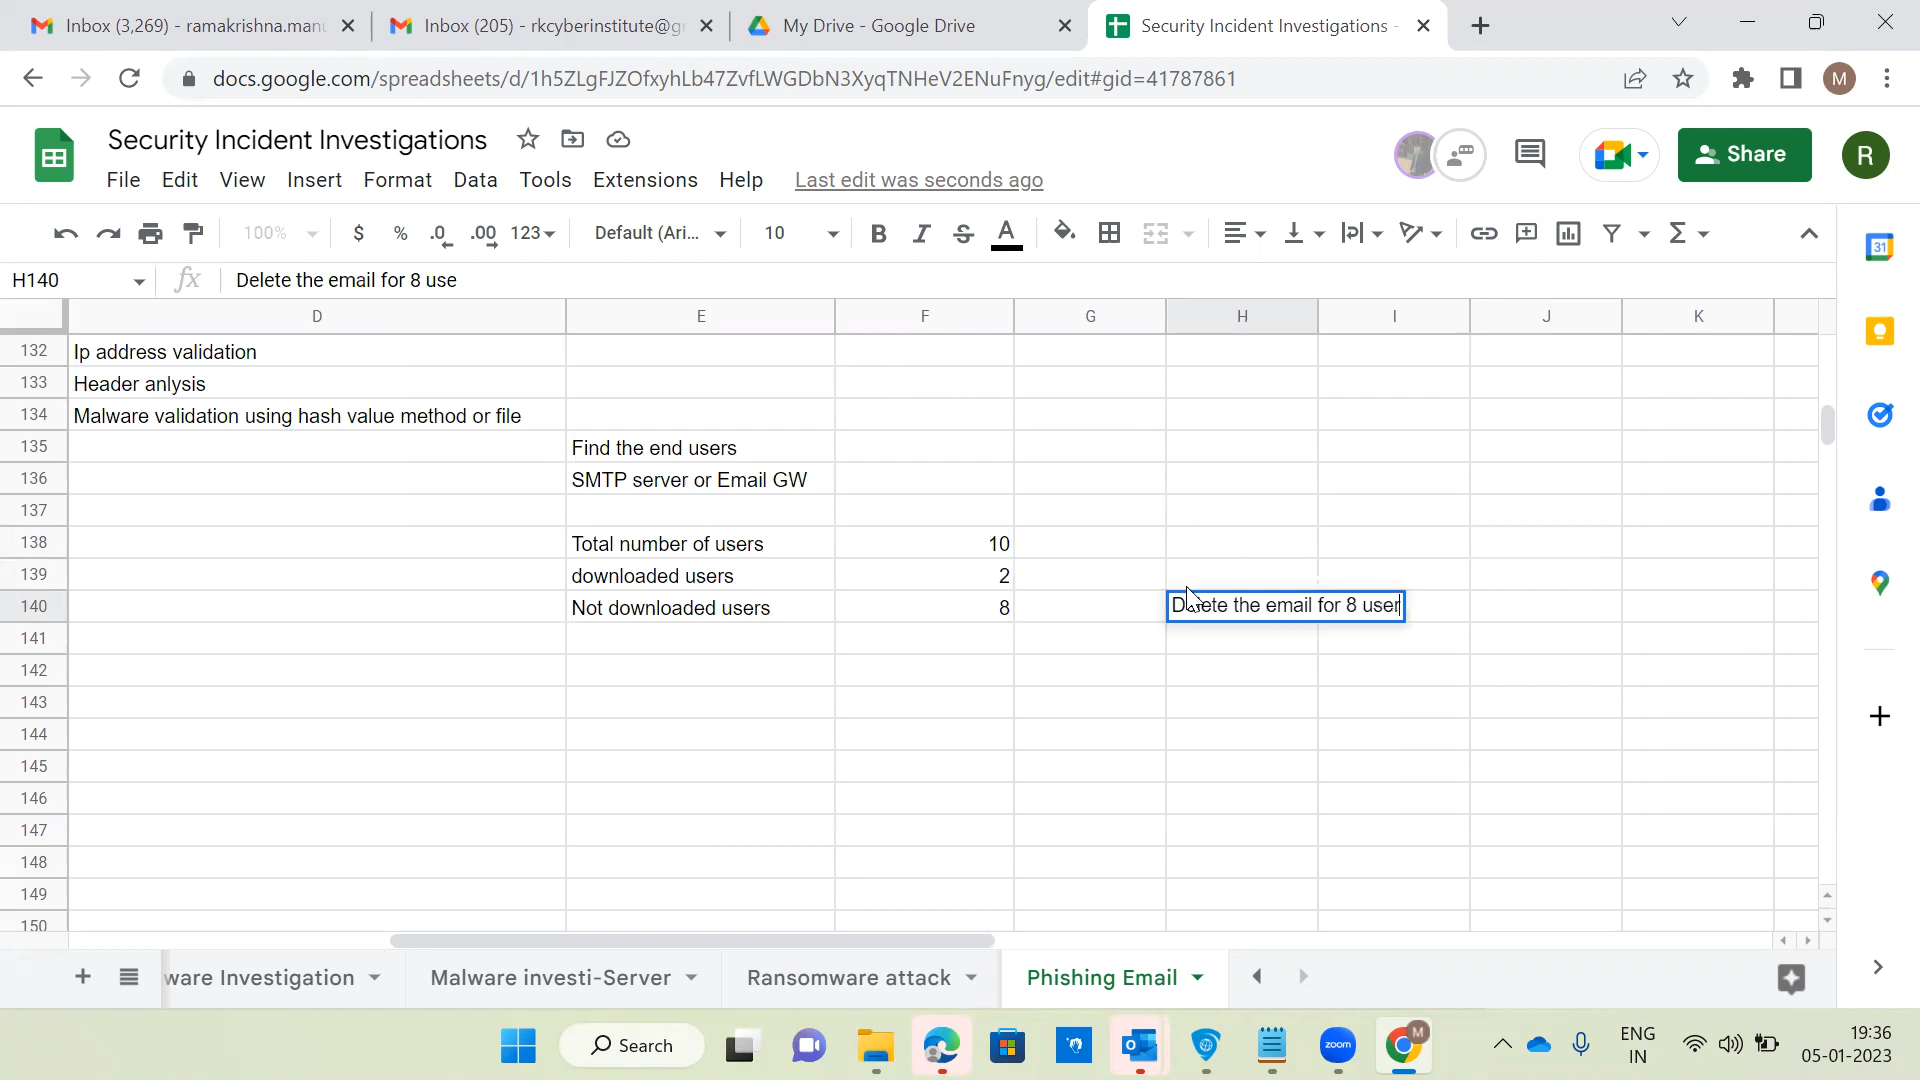 Inbox (3,269) - ramakrishna.manu
Inbox (205) - rkcyberinstitute@gr
My Drive - Google Drive
Security Incident Investigations -
docs.google.com/spreadsheets/d/1h5ZLgFJZOfxyhLb47ZvfLWGDbN3XyqTNHeV2ENuFnyg/edit#gid=41787861
M
Security Incident Investigations
Share
R
File Edit View Insert Format Data Tools Extensions Help Last edit was seconds ago
100% $ % .0 .00 123 Default (Ari... 10 B I S A
31
H140 fx Delete the email for 8 use
D E F G H I J K
132 Ip address validation
133 Header anlysis
134 Malware validation using hash value method or file
135 Find the end users
136 SMTP server or Email GW
137
138 Total number of users 10
139 downloaded users 2
140 Not downloaded users 8 Delete the email for 8 user
141
142
143
144
145
146
147
148
149
150
ware Investigation Malware investi-Server Ransomware attack Phishing Email
Search
zoom
M
ENG
IN
19:36
05-01-2023